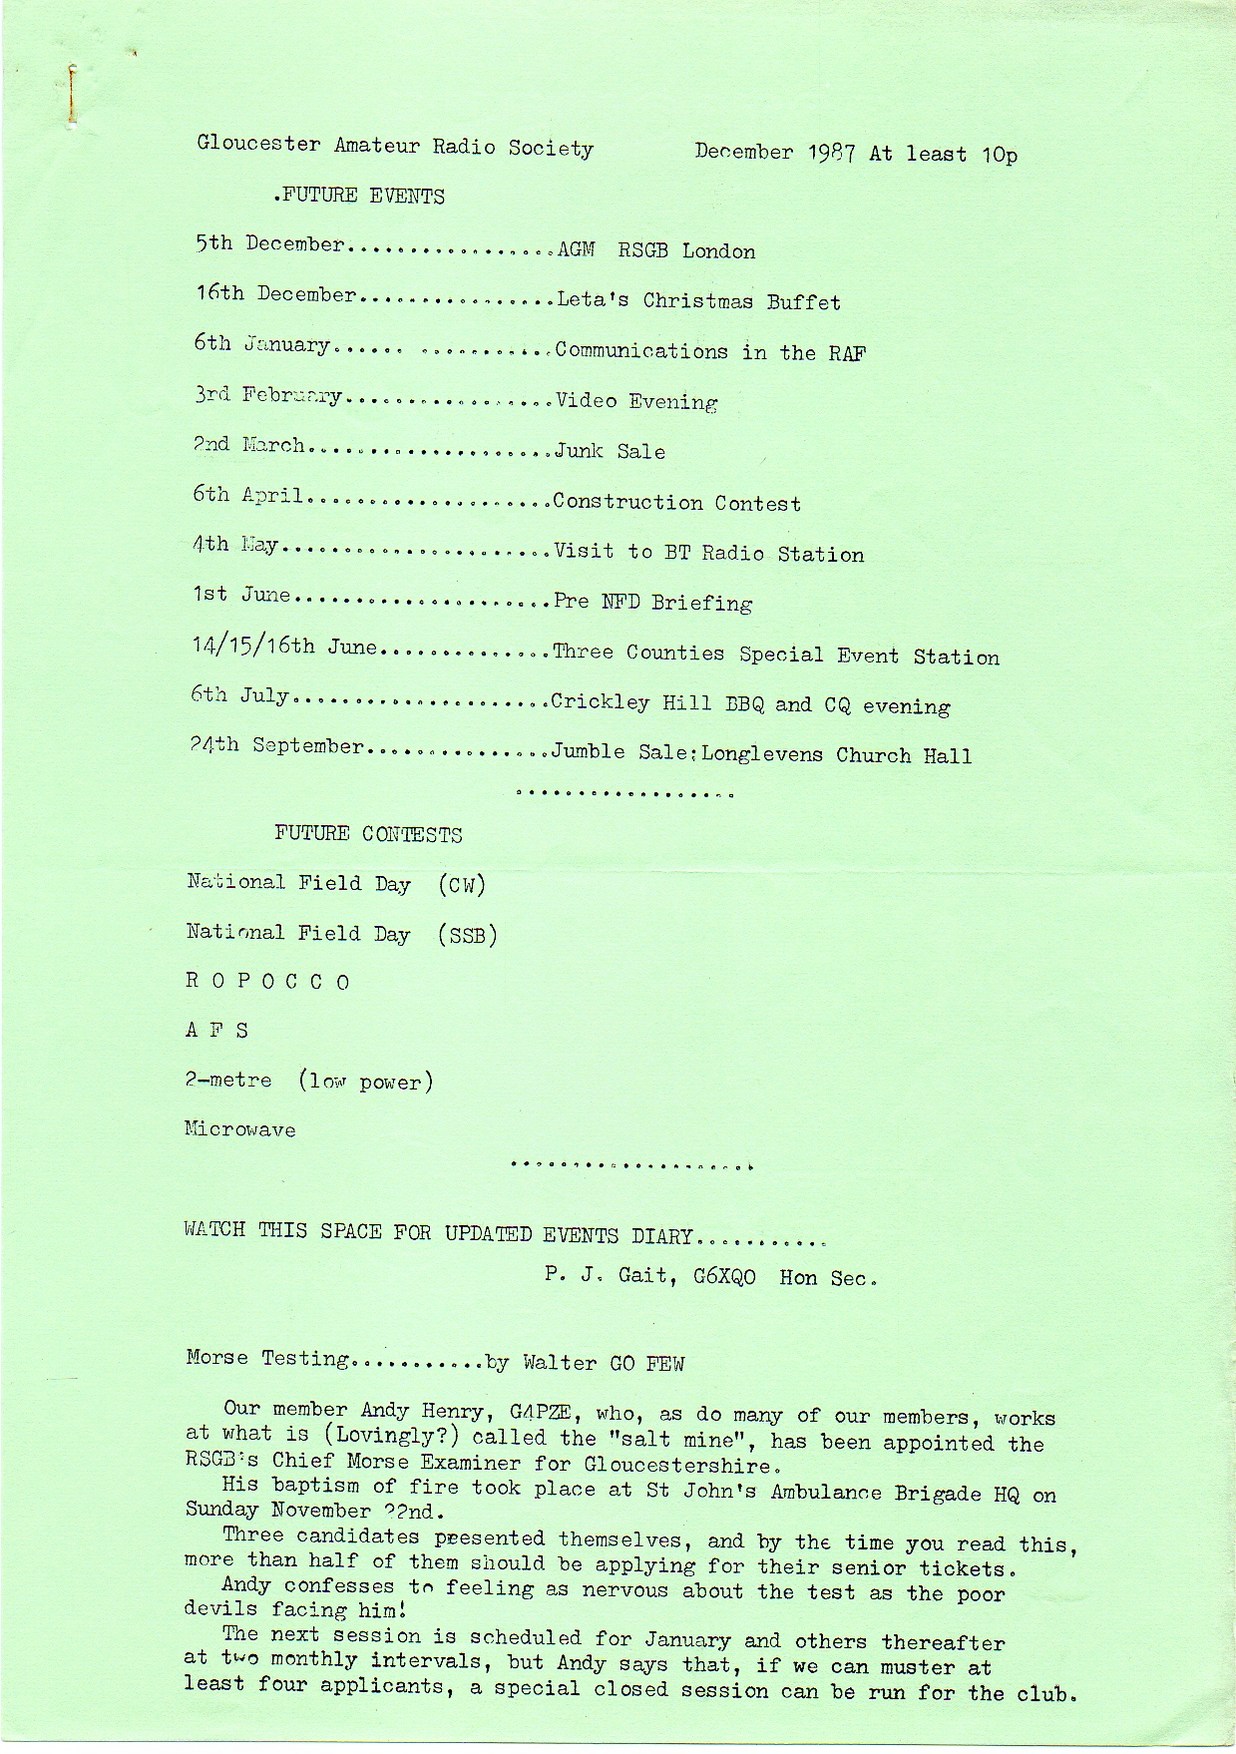 Gloucester Amateur Radio Society December 1987 At least 10p
.FUTURE EVENTS
5th December.................AGM RSGB London
16th December................Leta's Christmas Buffet
6th January...... ...........Communications in the RAF
3rd February.................Video Evening
2nd March....................Junk Sale
6th April....................Construction Contest
4th May......................Visit to BT Radio Station
1st June.....................Pre NFD Briefing
14/15/16th June..............Three Counties Special Event Station
6th July.....................Crickley Hill BBQ and CQ evening
24th September...............Jumble Sale:Longlevens Church Hall
..................
FUTURE CONTESTS
National Field Day (CW)
National Field Day (SSB)
R O P O C C O
A F S
2-metre (low power)
Microwave
....................
WATCH THIS SPACE FOR UPDATED EVENTS DIARY...........
P. J. Gait, G6XQO Hon Sec.
Morse Testing...........by Walter GO FEW
Our member Andy Henry, G4PZE, who, as do many of our members, works
at what is (Lovingly?) called the "salt mine", has been appointed the
RSGB's Chief Morse Examiner for Gloucestershire.
His baptism of fire took place at St John's Ambulance Brigade HQ on
Sunday November 22nd.
Three candidates presented themselves, and by the time you read this,
more than half of them should be applying for their senior tickets.
Andy confesses to feeling as nervous about the test as the poor
devils facing him!
The next session is scheduled for January and others thereafter
at two monthly intervals, but Andy says that, if we can muster at
least four applicants, a special closed session can be run for the club.